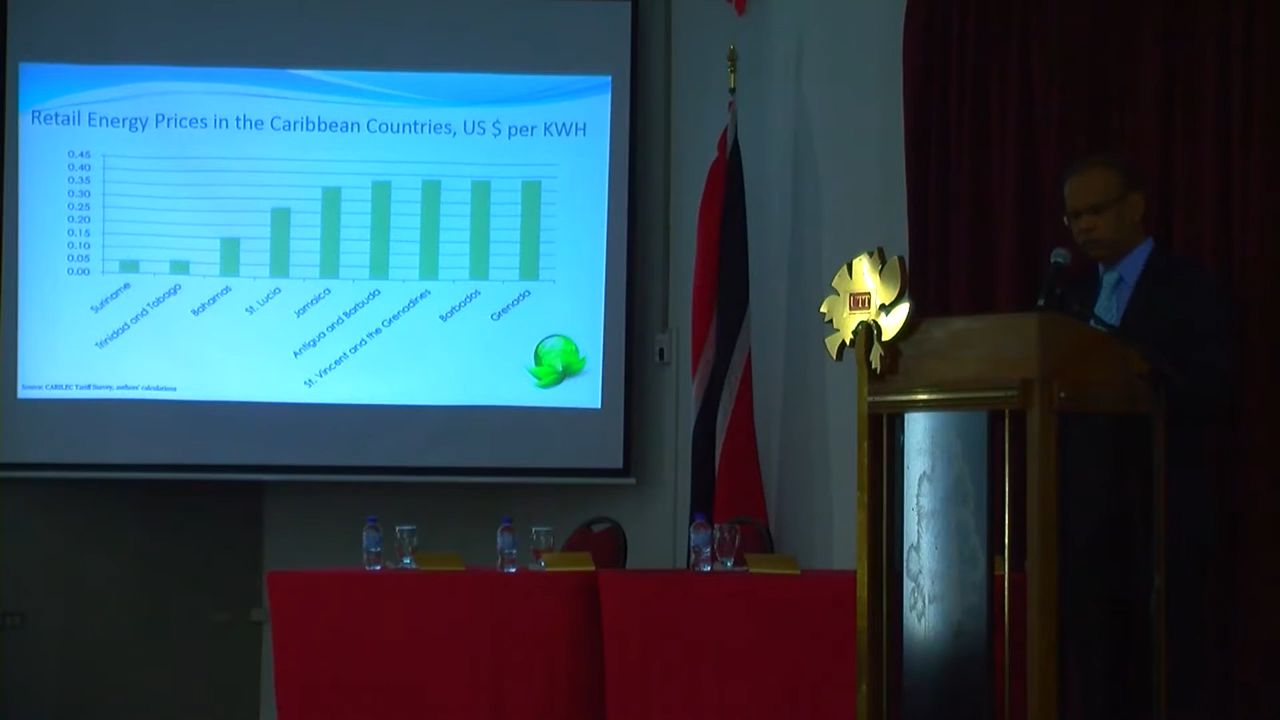 Retail Energy Prices in the Caribbean Countries, US $ per KWH
0.45
0.40
0.35
0.30
0.25
0.20
0.15
0.10
0.05
0.00
Suriname
Trinidad and Tobago
Bahamas
St. Lucia
Jamaica
Antigua and Barbuda
St. Vincent and the Grenadines
Barbados
Grenada
Source: CARILEC Tariff Survey, authors' calculations